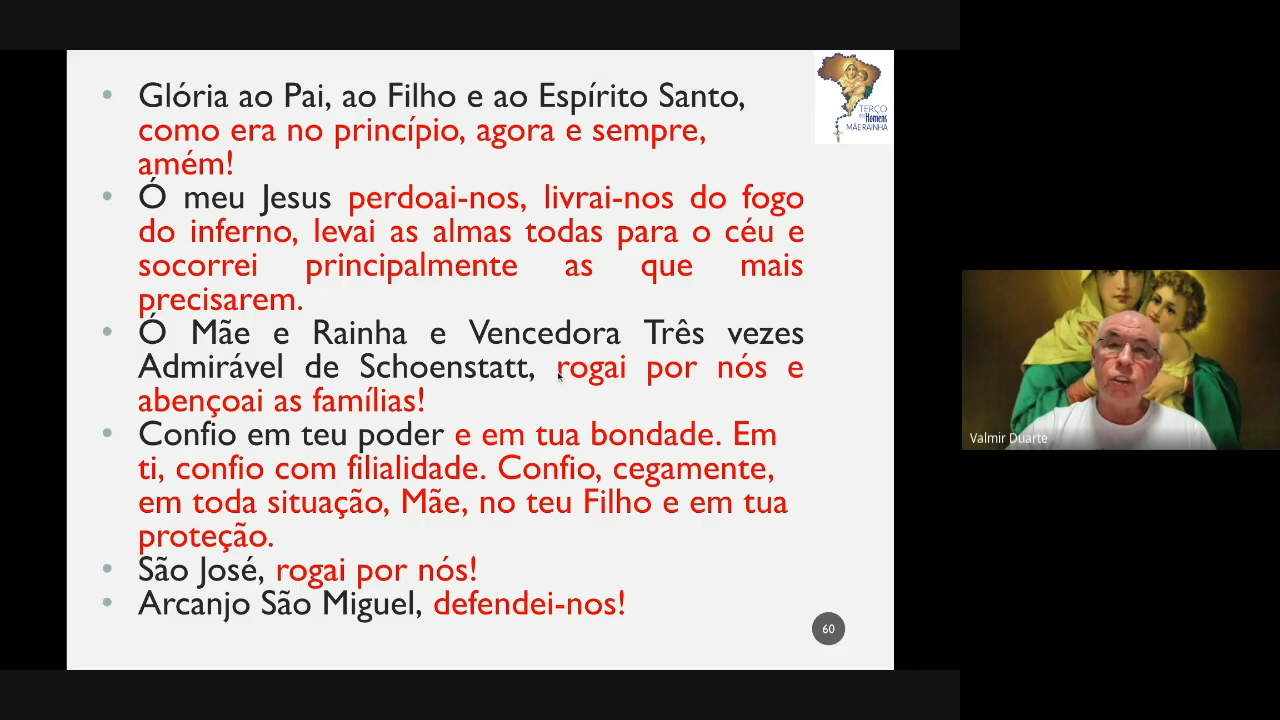 Glória ao Pai, ao Filho e ao Espírito Santo,
como era no princípio, agora e sempre,
amém!
Ó meu Jesus perdoai-nos, livrai-nos do fogo
do inferno, levai as almas todas para o céu e
socorrei principalmente as que mais
precisarem.
Ó Mãe e Rainha e Vencedora Três vezes
Admirável de Schoenstatt, rogai por nós e
abençoai as famílias!
Confio em teu poder e em tua bondade. Em
ti, confio com filialidade. Confio, cegamente,
em toda situação, Mãe, no teu Filho e em tua
proteção.
São José, rogai por nós!
Arcanjo São Miguel, defendei-nos!
60
TERÇO
dos Homens
MÃE RAINHA
Valmir Duarte